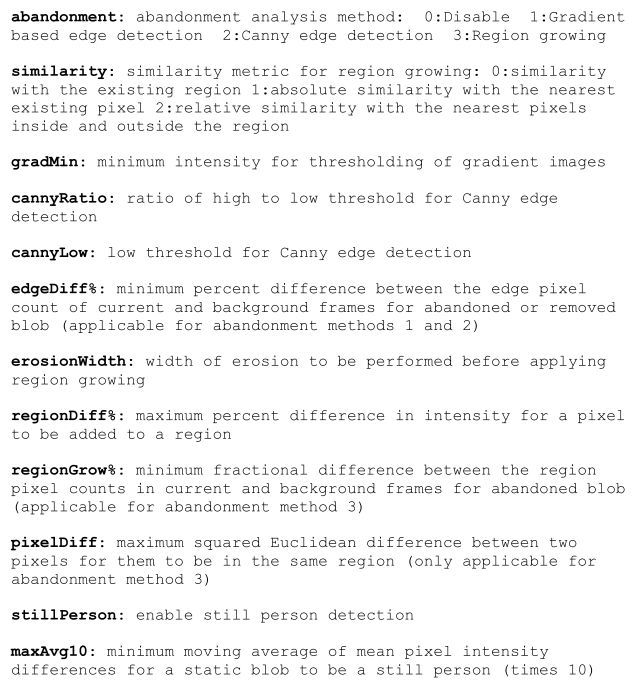 abandonment: abandonment analysis method:  0:Disable  1:Gradient
based edge detection  2:Canny edge detection  3:Region growing
similarity: similarity metric for region growing: 0:similarity
with the existing region 1:absolute similarity with the nearest
existing pixel 2:relative similarity with the nearest pixels
inside and outside the region
gradMin: minimum intensity for thresholding of gradient images
cannyRatio: ratio of high to low threshold for Canny edge
detection
cannyLow: low threshold for Canny edge detection
edgeDiff%: minimum percent difference between the edge pixel
count of current and background frames for abandoned or removed
blob (applicable for abandonment methods 1 and 2)
erosionWidth: width of erosion to be performed before applying
region growing
regionDiff%: maximum percent difference in intensity for a pixel
to be added to a region
regionGrow%: minimum fractional difference between the region
pixel counts in current and background frames for abandoned blob
(applicable for abandonment method 3)
pixelDiff: maximum squared Euclidean difference between two
pixels for them to be in the same region (only applicable for
abandonment method 3)
stillPerson: enable still person detection
maxAvg10: minimum moving average of mean pixel intensity
differences for a static blob to be a still person (times 10)